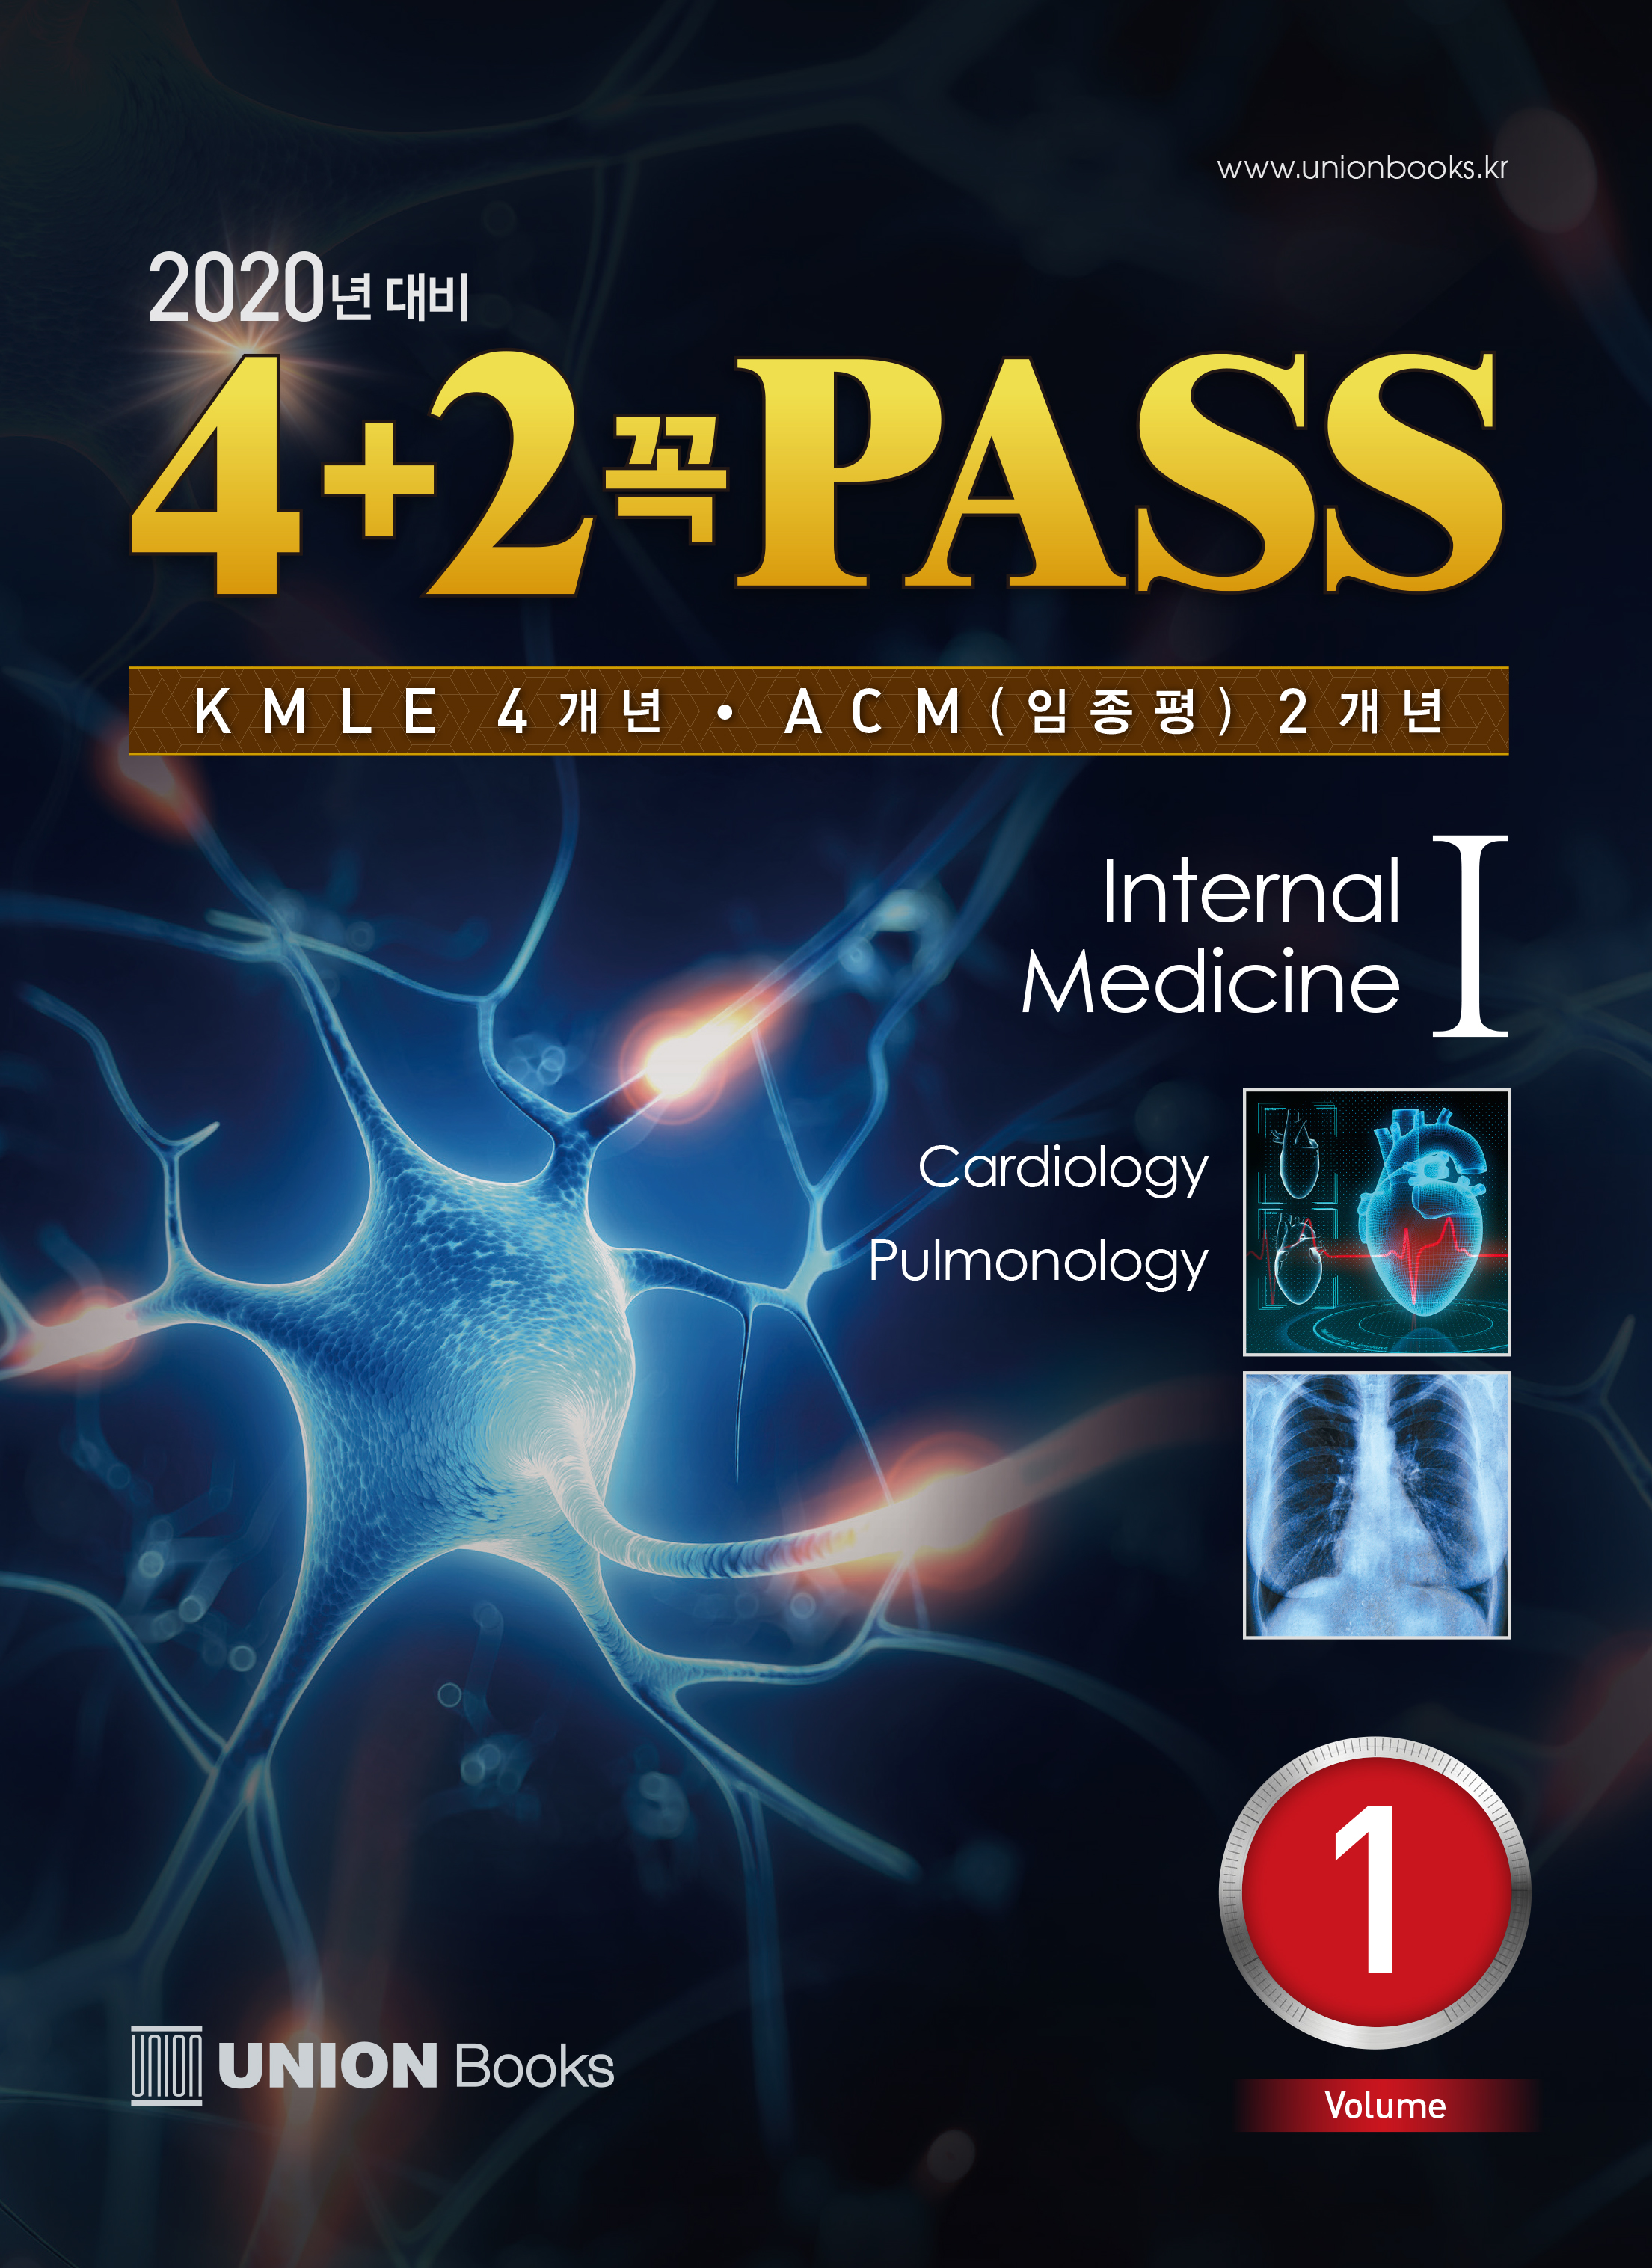 www.unionbooks.kr
2020년 대비
4+2꼭PASS
KMLE 4개년 • ACM(임종평) 2개년
Internal
Medicine I
Cardiology
Pulmonology
1
Volume
UNION UNION Books